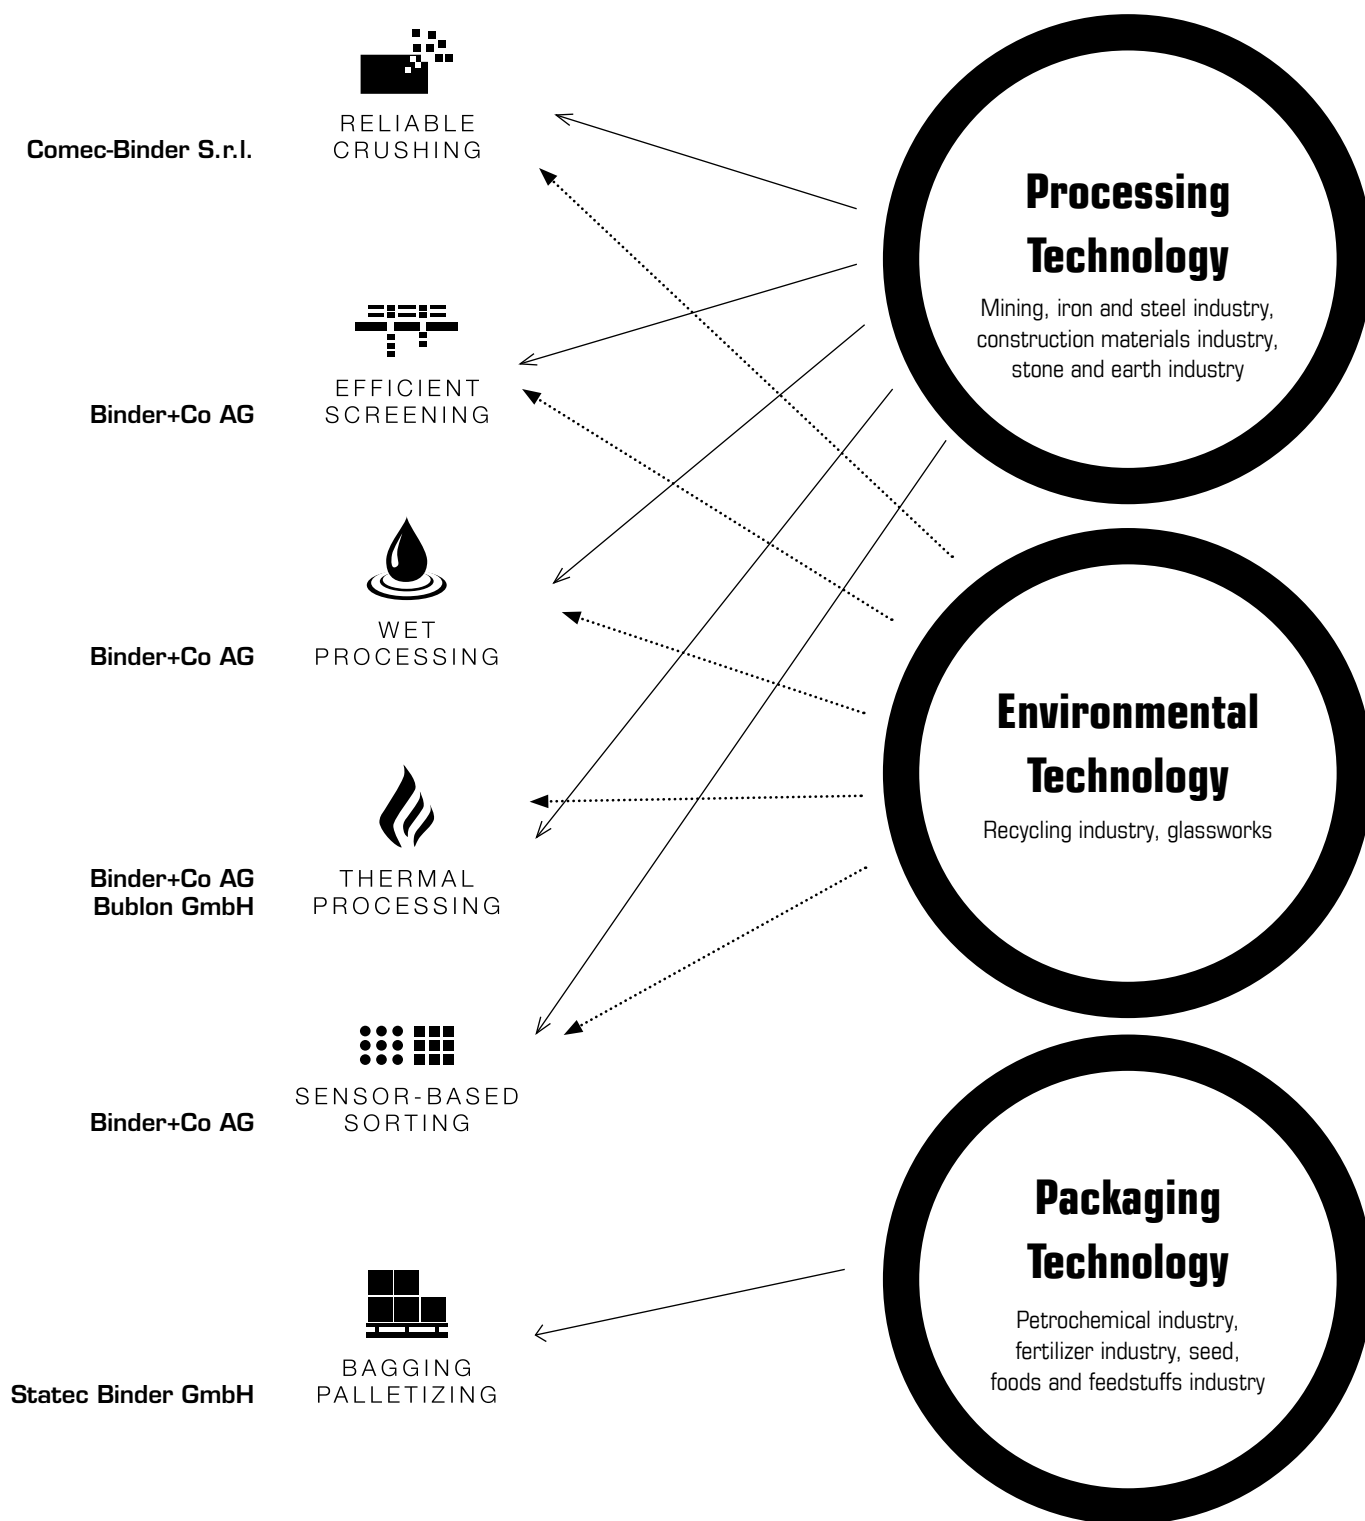 Comec-Binder S.r.l.
RELIABLE
CRUSHING
Binder+Co AG
EFFICIENT
SCREENING
Binder+Co AG
WET
PROCESSING
Binder+Co AG
Bublon GmbH
THERMAL
PROCESSING
Binder+Co AG
SENSOR-BASED
SORTING
Statec Binder GmbH
BAGGING
PALLETIZING
Processing
Technology
Mining, iron and steel industry,
construction materials industry,
stone and earth industry
Environmental
Technology
Recycling industry, glassworks
Packaging
Technology
Petrochemical industry,
fertilizer industry, seed,
foods and feedstuffs industry